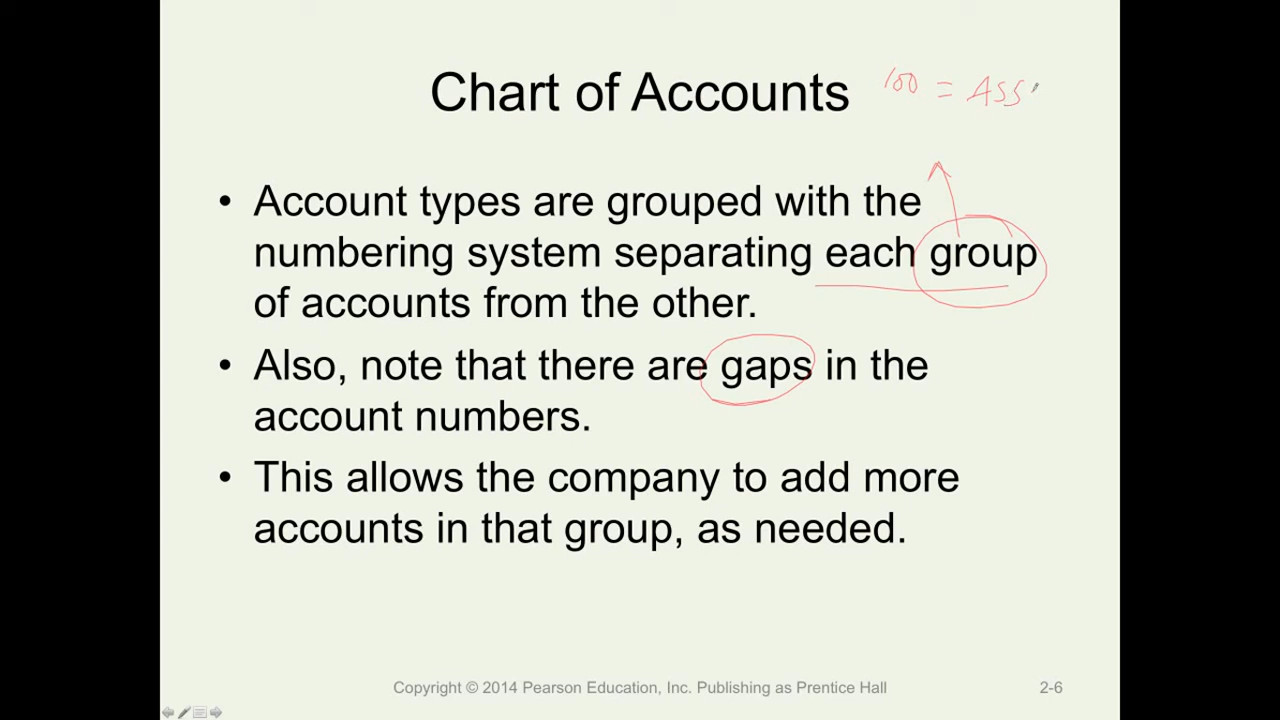 Chart of Accounts
100 = ASS
• Account types are grouped with the
numbering system separating each group
of accounts from the other.
• Also, note that there are gaps in the
account numbers.
• This allows the company to add more
accounts in that group, as needed.
Copyright © 2014 Pearson Education, Inc. Publishing as Prentice Hall
2-6